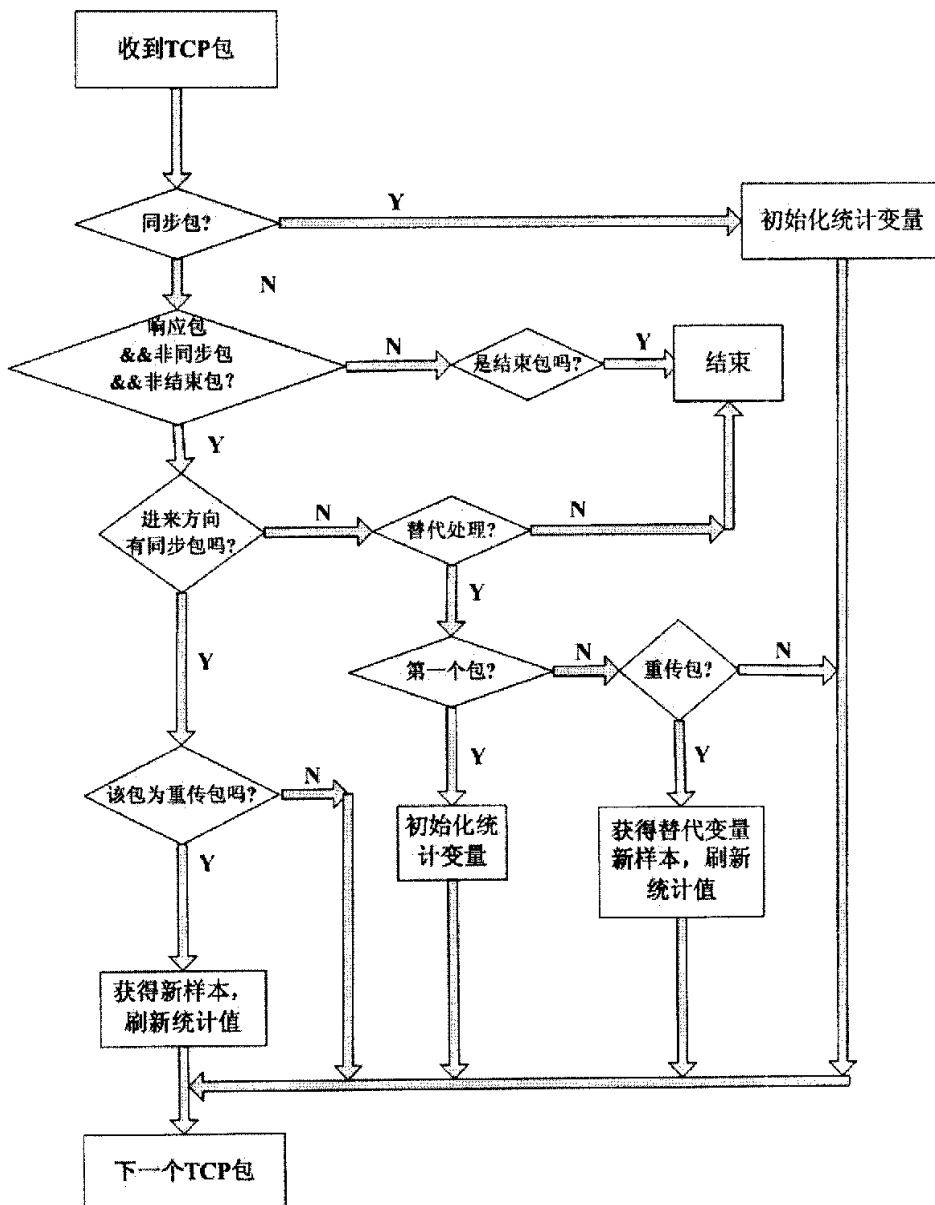 收到TCP包
同步包?
Y
初始化统计变量
N
响应包
&&非同步包
&&非结束包?
N
是结束包吗?
Y
结束
Y
进来方向
有同步包吗?
N
替代处理?
N
Y
Y
第一个包?
N
重传包?
N
该包为重传包吗?
N
Y
Y
初始化统
计变量
获得替代变量
新样本，刷新
统计值
Y
获得新样本，
刷新统计值
下一个TCP包